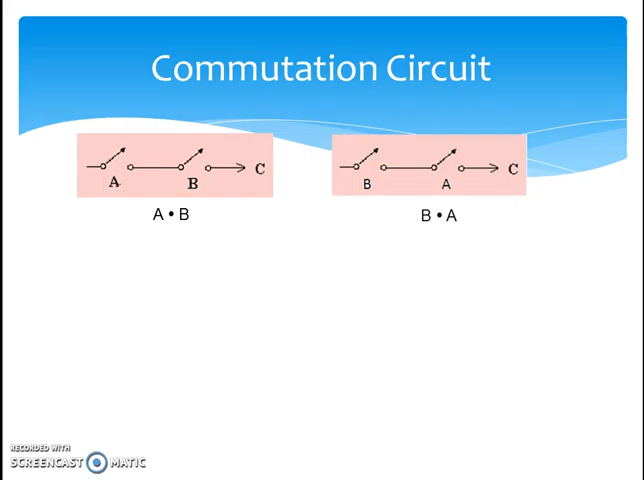 Commutation Circuit
A B C
B A C
A • B
B • A
RECORDED WITH
SCREENCAST MATIC